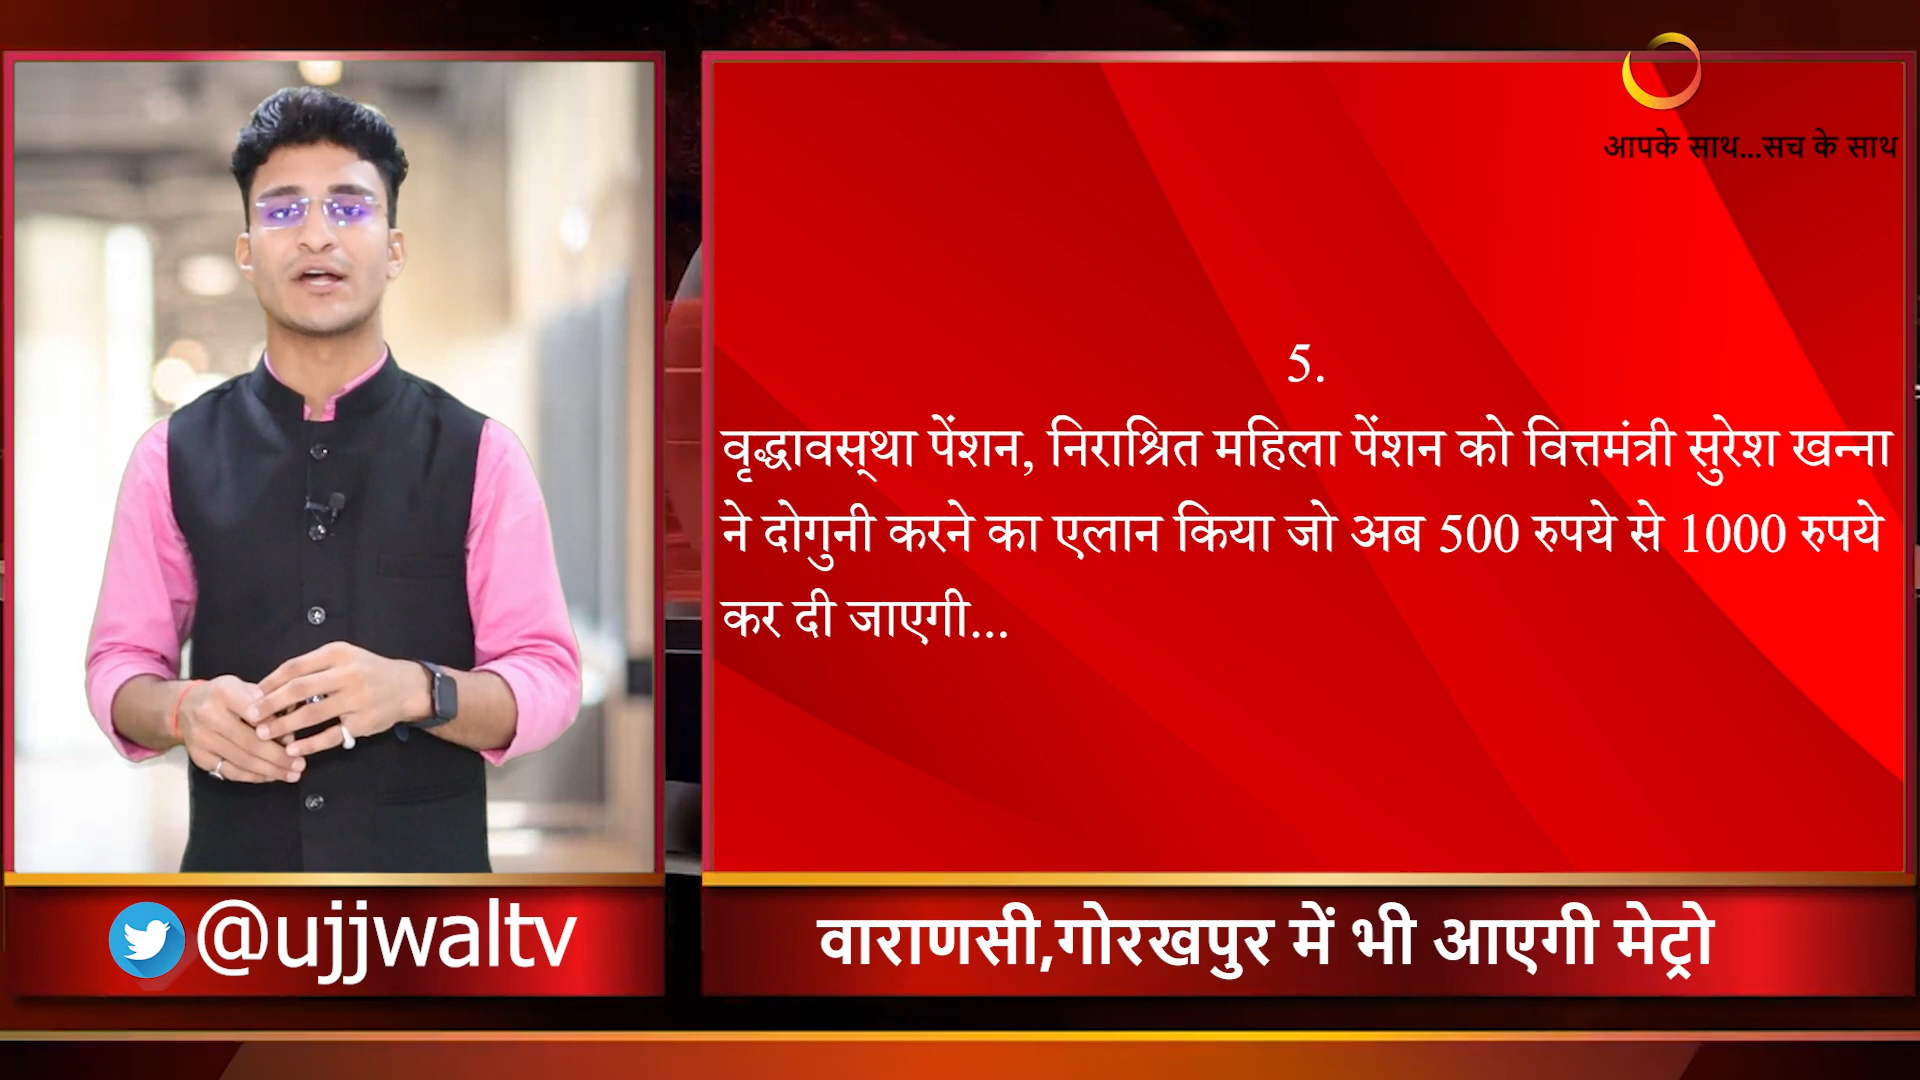 आपके साथ...सच के साथ
5.
वृद्धावस्था पेंशन, निराश्रित महिला पेंशन को वित्तमंत्री सुरेश खन्ना
ने दोगुनी करने का एलान किया जो अब 500 रुपये से 1000 रुपये
कर दी जाएगी...
@ujjwaltv
वाराणसी,गोरखपुर में भी आएगी मेट्रो